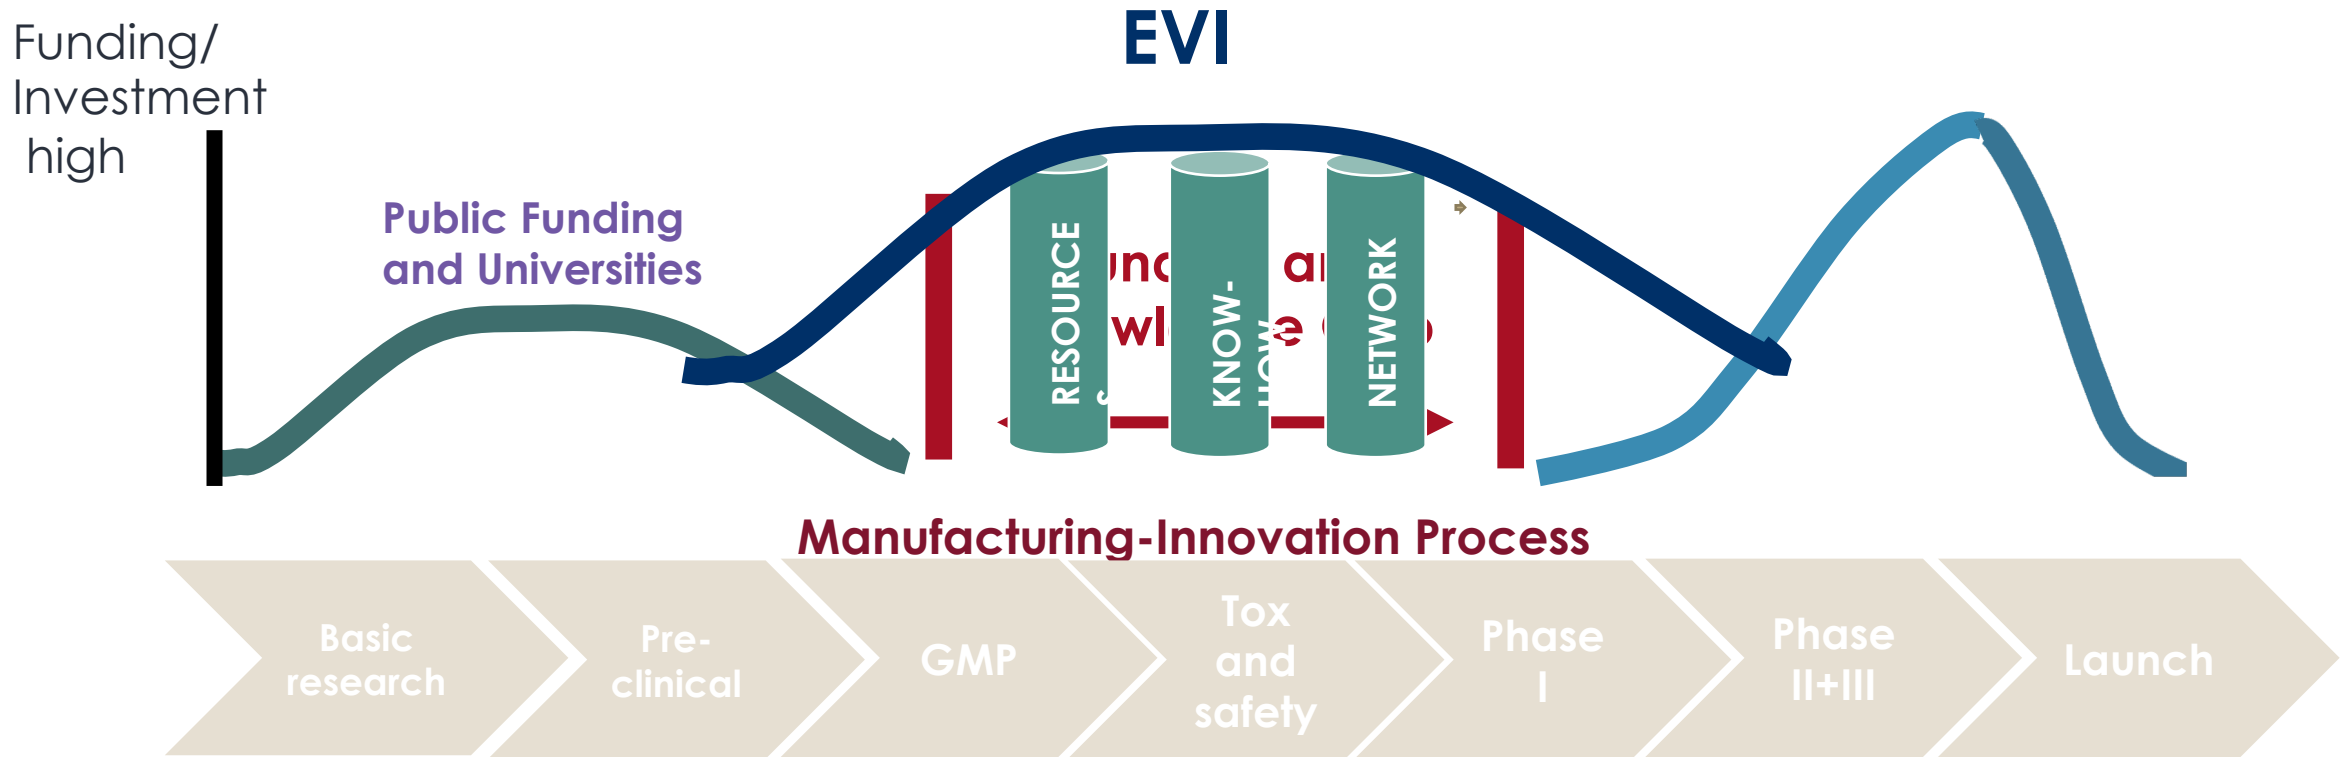 EVI
Funding/
Investment
high
Public Funding
and Universities
RESOURCE
S
KNOW-
HOW
NETWORK
Manufacturing-Innovation Process
Basic
research
Pre-
clinical
GMP
Tox
and
safety
Phase
I
Phase
II+III
Launch